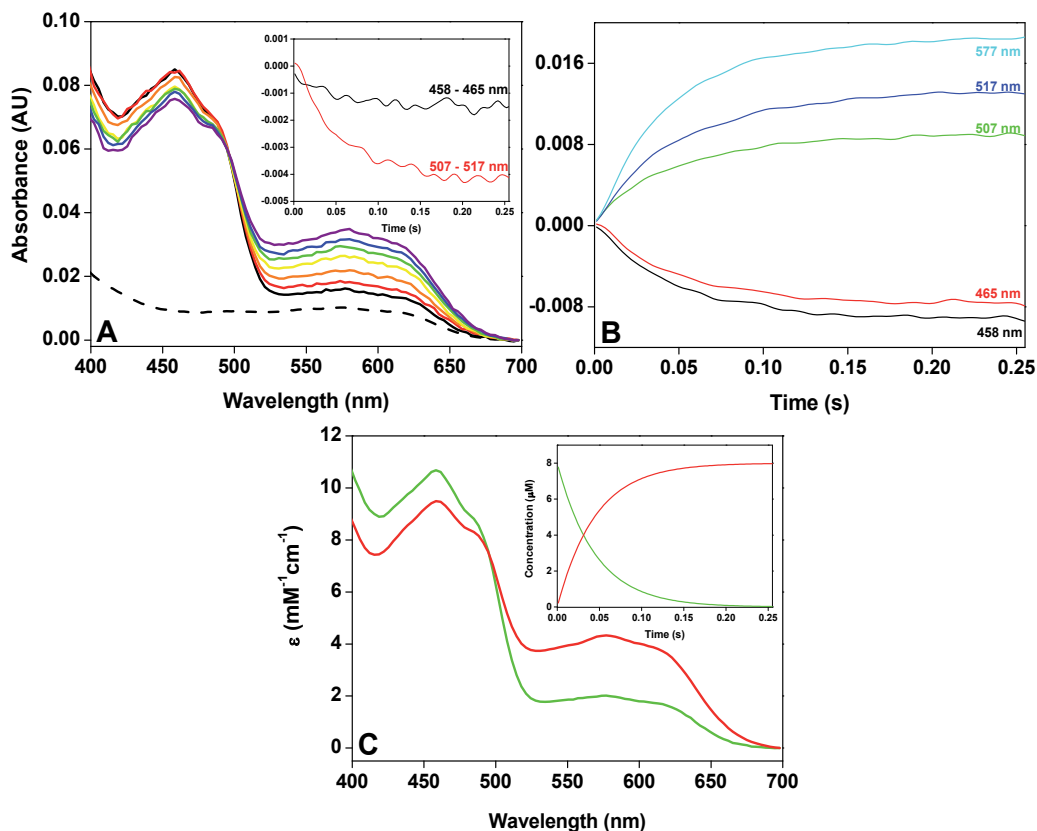 0.10
0.08
0.06
0.04
0.02
0.00
Absorbance (AU)
400 450 500 550 600 650 700
Wavelength (nm)
A
0.001
0.000
-0.001
-0.002
-0.003
-0.004
-0.005
0.00 0.05 0.10 0.15 0.20 0.25
Time (s)
458 - 465 nm
507 - 517 nm
B
0.016
0.008
0.000
-0.008
577 nm
517 nm
507 nm
465 nm
458 nm
0.00 0.05 0.10 0.15 0.20 0.25
Time (s)
12
10
8
6
4
2
0
ε (mM-1cm-1)
400 450 500 550 600 650 700
Wavelength (nm)
C
8
6
4
2
0
Concentration (μM)
0.00 0.05 0.10 0.15 0.20 0.25
Time (s)